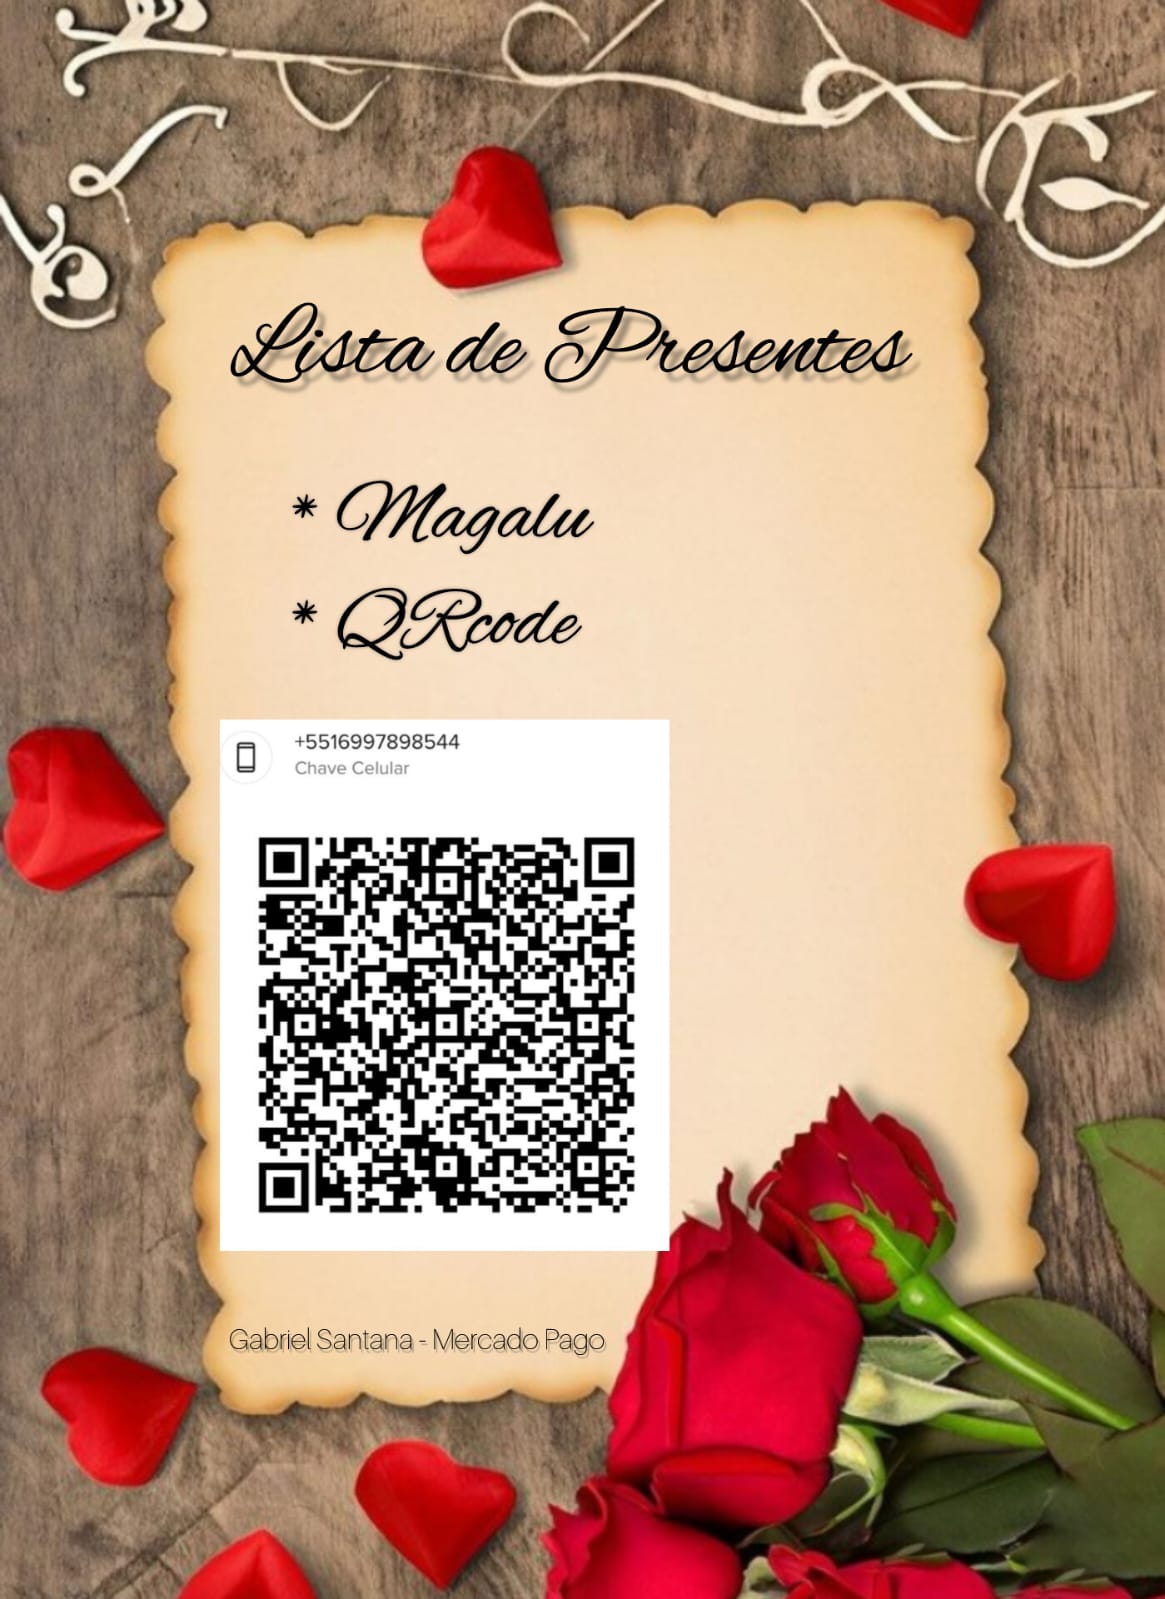 Lista de Presentes
* Magalu
* QRcode
+5516997898544
Chave Celular
Gabriel Santana - Mercado Pago